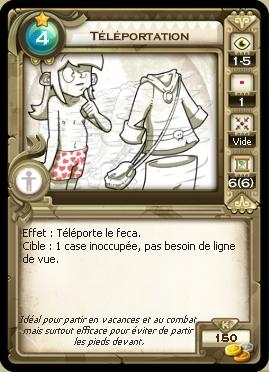 4
TÉLÉPORTATION
1-5
1
Vide
6(6)
Effet : Téléporte le feca.
Cible : 1 case inoccupée, pas besoin de ligne
de vue.
Idéal pour partir en vacances et au combat
mais surtout efficace pour éviter de partir
les pieds devant.
K
150